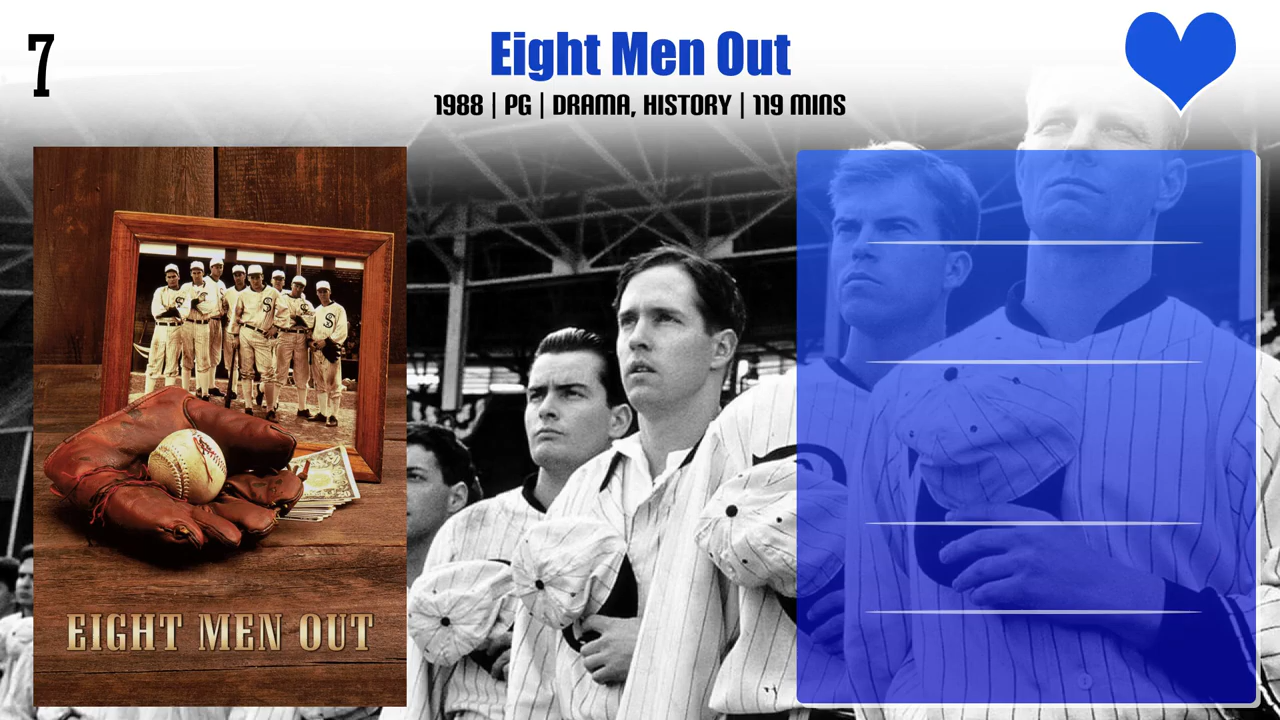 7
Eight Men Out
1988 | PG | DRAMA, HISTORY | 119 MINS
S S S
EIGHT MEN OUT